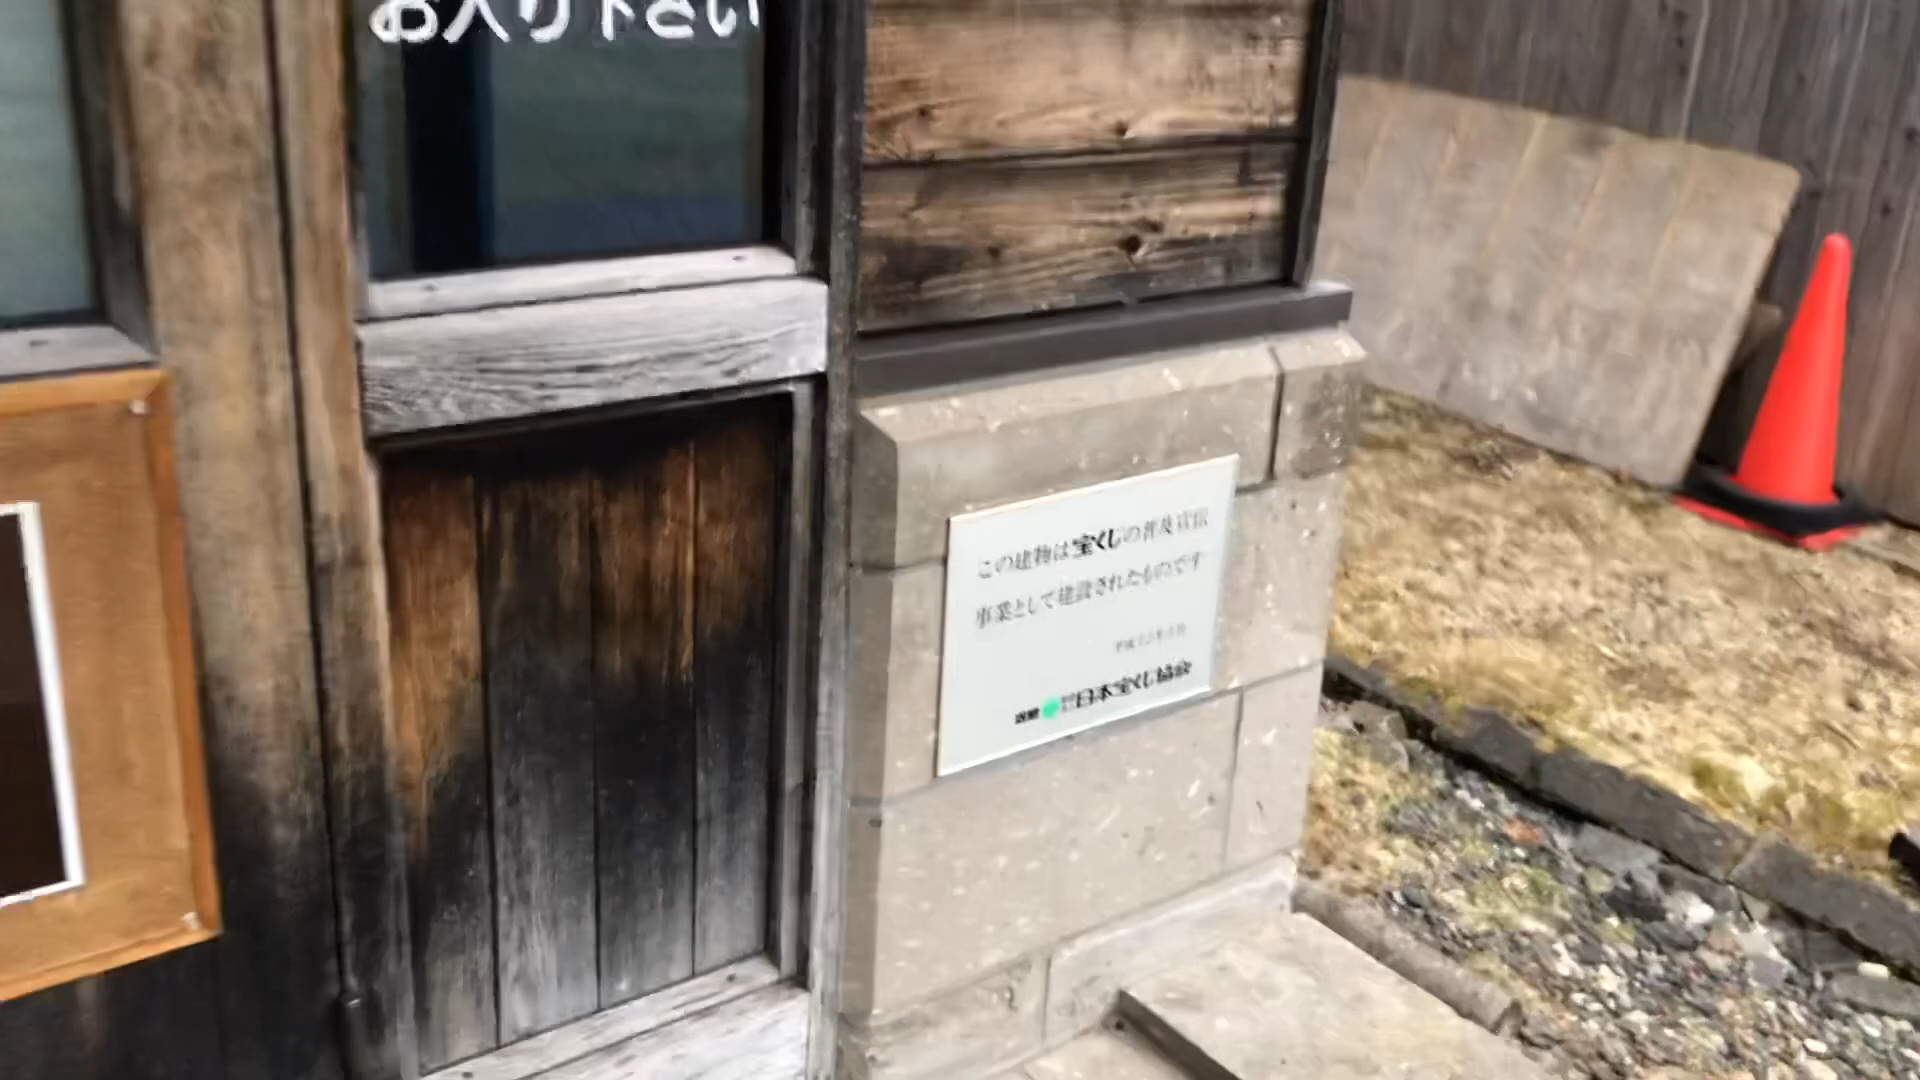 お入り下さい
この建物は宝くじの普及宣伝
事業として建設されたものです
日本宝くじ協会